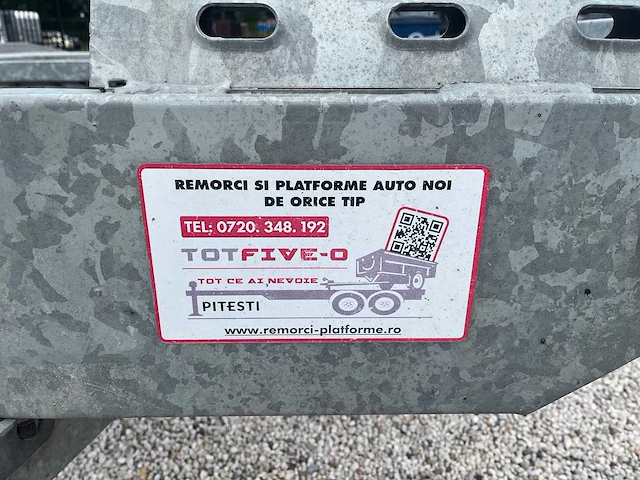 REMORCI SI PLATFORME AUTO NOI
DE ORICE TIP
TEL: 0720. 348. 192
TOTFIVE-O
TOT CE AI NEVOIE
PITESTI
www.remorci-platforme.ro